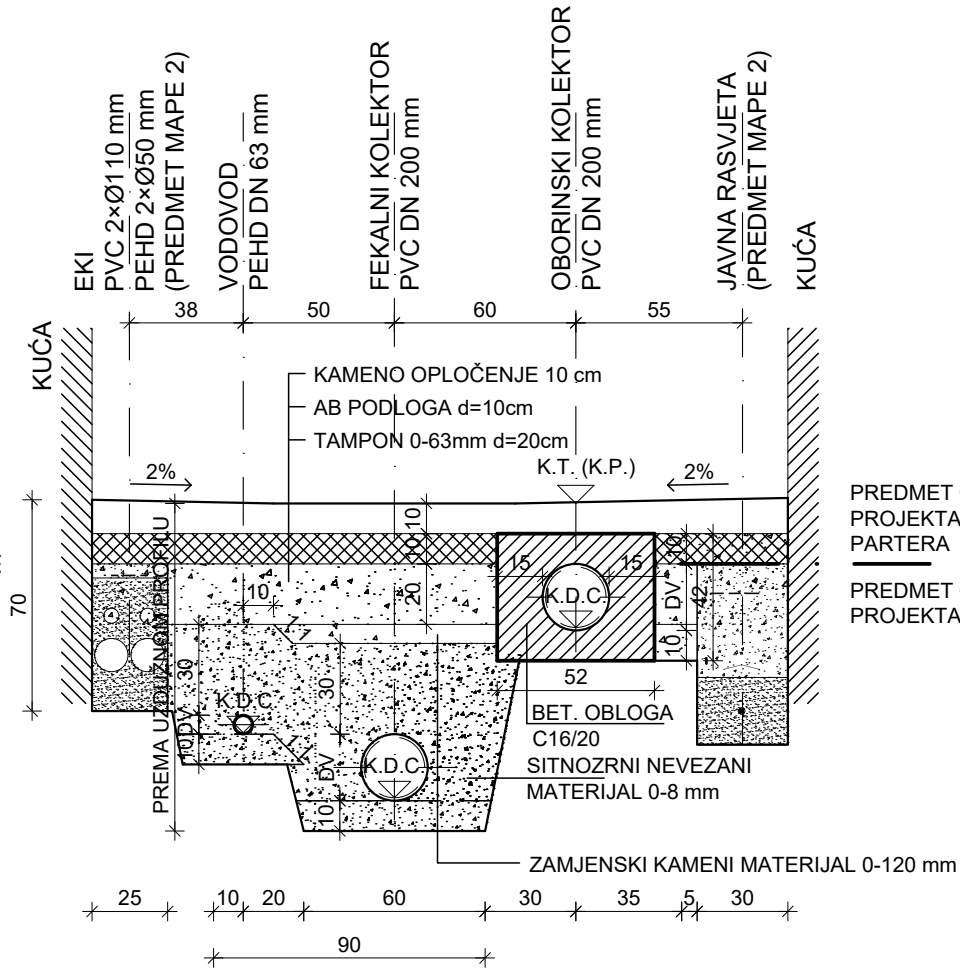 EKI
PVC 2×Ø110 mm
PEHD 2×Ø50 mm
(PREDMET MAPE 2)
VODOVOD
PEHD DN 63 mm
FEKALNI KOLEKTOR
PVC DN 200 mm
OBORINSKI KOLEKTOR
PVC DN 200 mm
JAVNA RASVJETA
(PREDMET MAPE 2)
KUĆA
KUĆA
38
50
60
55
KAMENO OPLOČENJE 10 cm
AB PODLOGA d=10cm
TAMPON 0-63mm d=20cm
K.T. (K.P.)
2%
2%
PREDMET
PROJEKTA
PARTERA
PREDMET
PROJEKTA
70
PREMA UZDUŽNOM PROFILU
10
10
20
10
1:1
30
DV
10
K.D.C
30
DV
10
K.D.C
1:1
15
15
K.D.C
10
DV
10
42
52
BET. OBLOGA
C16/20
SITNOZRNI NEVEZANI
MATERIJAL 0-8 mm
ZAMJENSKI KAMENI MATERIJAL 0-120 mm
25
10
20
60
30
35
5
30
90